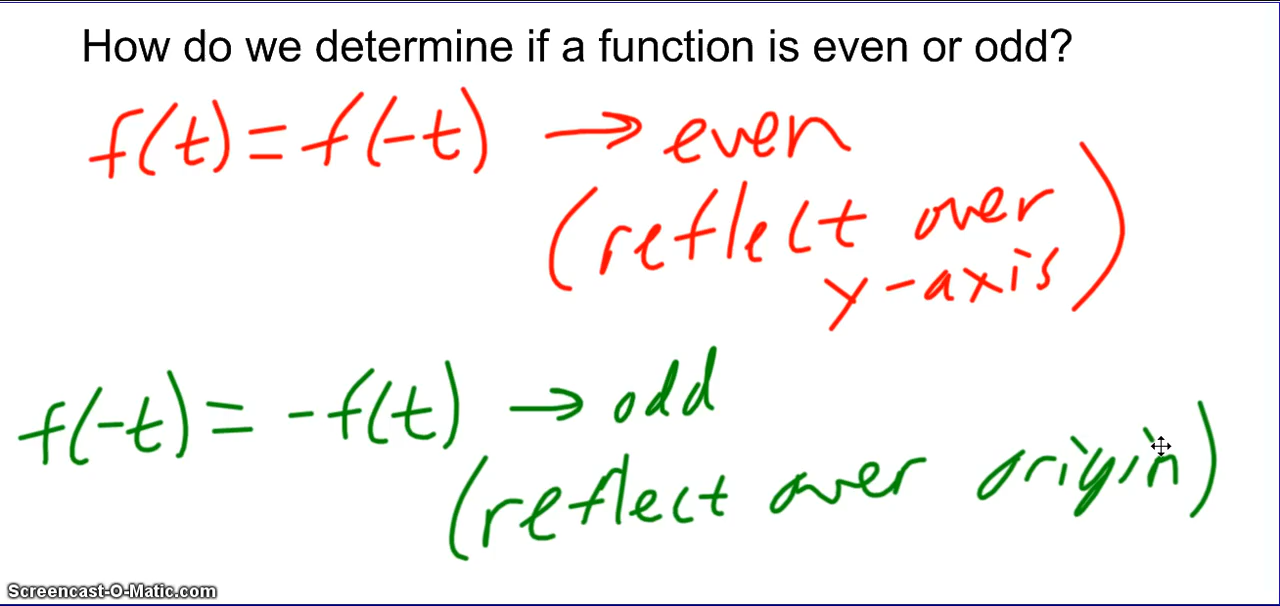 How do we determine if a function is even or odd?
f(t) = f(-t) → even
(reflect over
y-axis)
f(-t) = -f(t) → odd
(reflect over origin)
Screencast-O-Matic.com